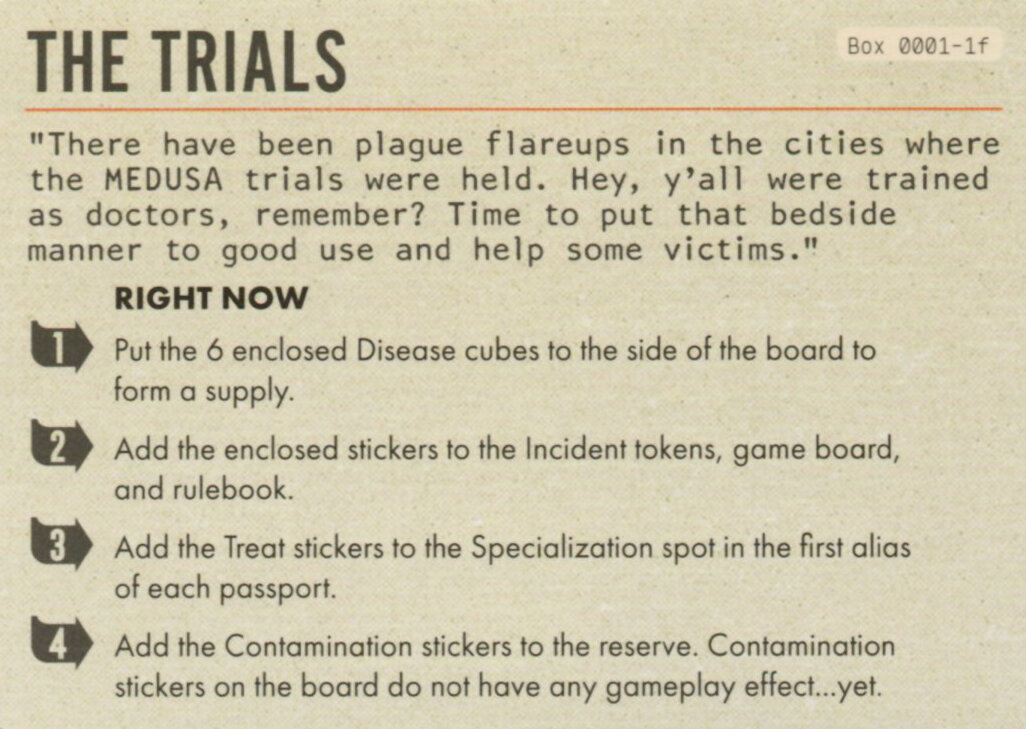 THE TRIALS
Box 0001-1f
"There have been plague flareups in the cities where
the MEDUSA trials were held. Hey, y’all were trained
as doctors, remember? Time to put that bedside
manner to good use and help some victims."
RIGHT NOW
1 Put the 6 enclosed Disease cubes to the side of the board to
form a supply.
2 Add the enclosed stickers to the Incident tokens, game board,
and rulebook.
3 Add the Treat stickers to the Specialization spot in the first alias
of each passport.
4 Add the Contamination stickers to the reserve. Contamination
stickers on the board do not have any gameplay effect...yet.